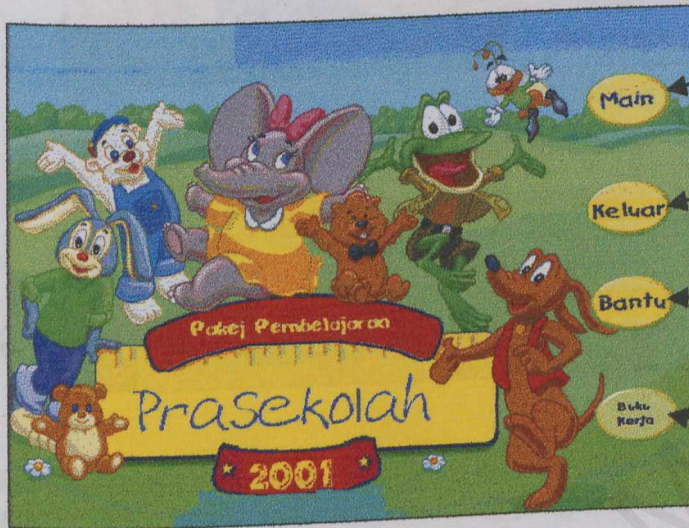 Main
Keluar
Bantu
Buku
Kerja
Pakej Pembelajaran
Prasekolah
2001